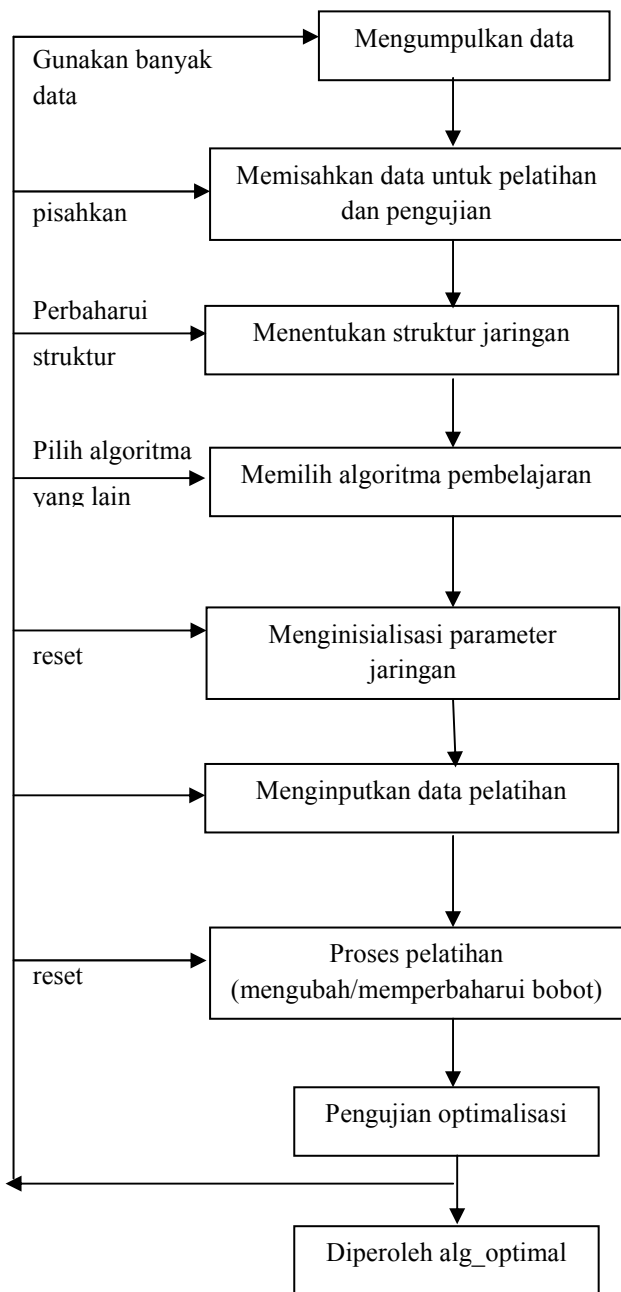 Mengumpulkan data
Gunakan banyak
data
Memisahkan data untuk pelatihan
dan pengujian
pisahkan
Perbaharui
struktur
Menentukan struktur jaringan
Pilih algoritma
yang lain
Memilih algoritma pembelajaran
Menginisialisasi parameter
jaringan
reset
Menginputkan data pelatihan
Proses pelatihan
(mengubah/memperbaharui bobot)
reset
Pengujian optimalisasi
Diperoleh alg_optimal